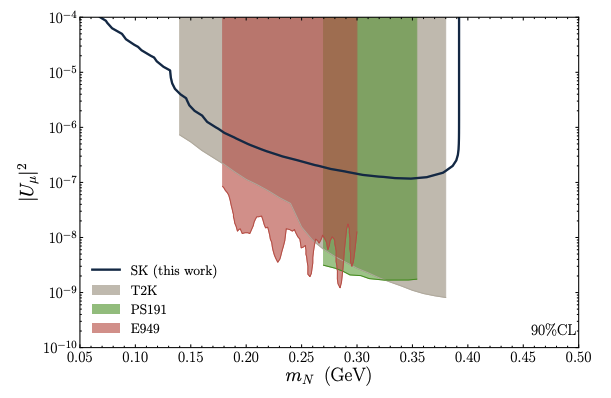 10⁻⁴
10⁻⁵
10⁻⁶
10⁻⁷
10⁻⁸
10⁻⁹
10⁻¹⁰
|U_μ|²
SK (this work)
T2K
PS191
E949
90%CL
0.05 0.10 0.15 0.20 0.25 0.30 0.35 0.40 0.45 0.50
m_N (GeV)